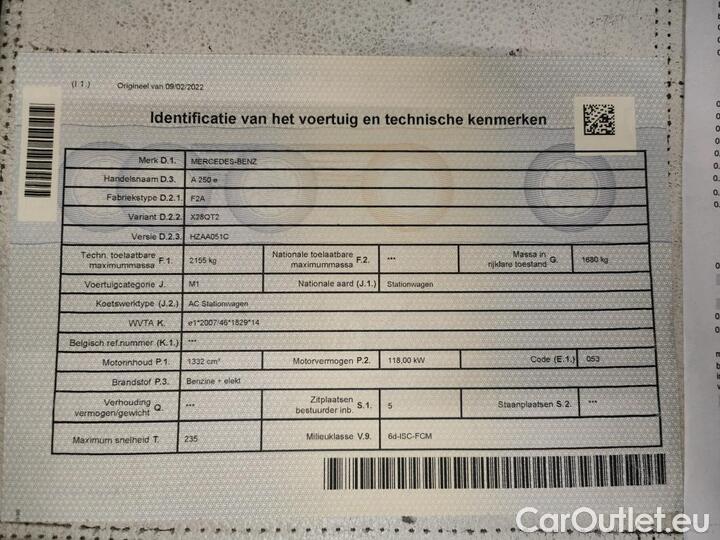 (I.1.) Origineel van 09/02/2022
Identificatie van het voertuig en technische kenmerken
Merk D.1. MERCEDES-BENZ
Handelsnaam D.3. A 250 e
Fabriekstype D.2.1. F2A
Variant D.2.2. X28QT2
Versie D.2.3. HZAA051C
Techn. toelaatbare maximummassa F.1. 2155 kg Nationale toelaatbare maximummassa F.2. *** Massa in rijklare toestand G. 1680 kg
Voertuigcategorie J. M1 Nationale aard (J.1.) Stationwagen
Koetswerktype (J.2.) AC Stationwagen
WVTA K. e1*2007/46*1829*14
Belgisch ref.nummer (K.1.) ***
Motorinhoud P.1. 1332 cm³ Motorvermogen P.2. 118,00 kW Code (E.1.) 053
Brandstof P.3. Benzine + elekt
Verhouding vermogen/gewicht Q. *** Zitplaatsen bestuurder inb. S.1. 5 Staanplaatsen S.2. ***
Maximum snelheid T. 235 Milieuklasse V.9. 6d-ISC-FCM
CarOutlet.eu